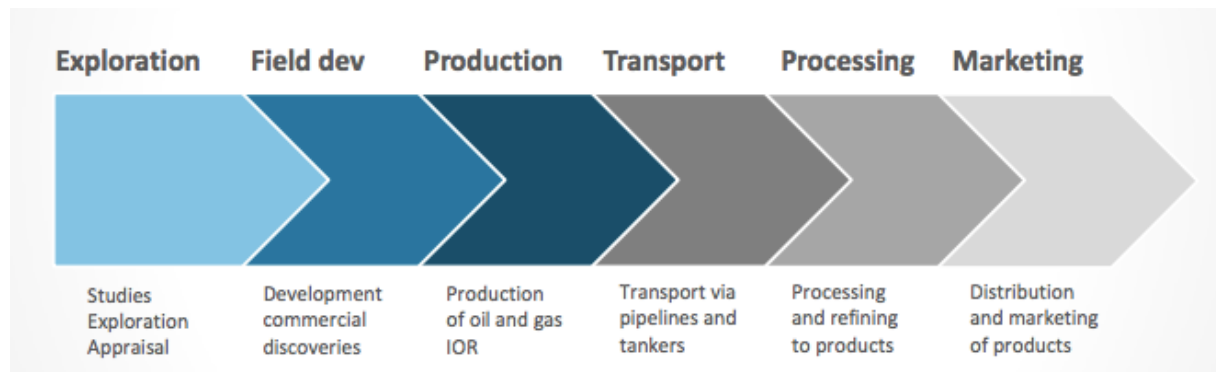 Exploration
Field dev
Production
Transport
Processing
Marketing
Studies
Exploration
Appraisal
Development
commercial
discoveries
Production
of oil and gas
IOR
Transport via
pipelines and
tankers
Processing
and refining
to products
Distribution
and marketing
of products